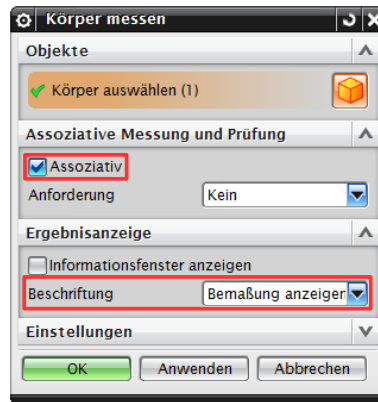 Körper messen
Objekte
Körper auswählen (1)
Assoziative Messung und Prüfung
Assoziativ
Anforderung Kein
Ergebnisanzeige
Informationsfenster anzeigen
Beschriftung Bemaßung anzeigen
Einstellungen
OK Anwenden Abbrechen